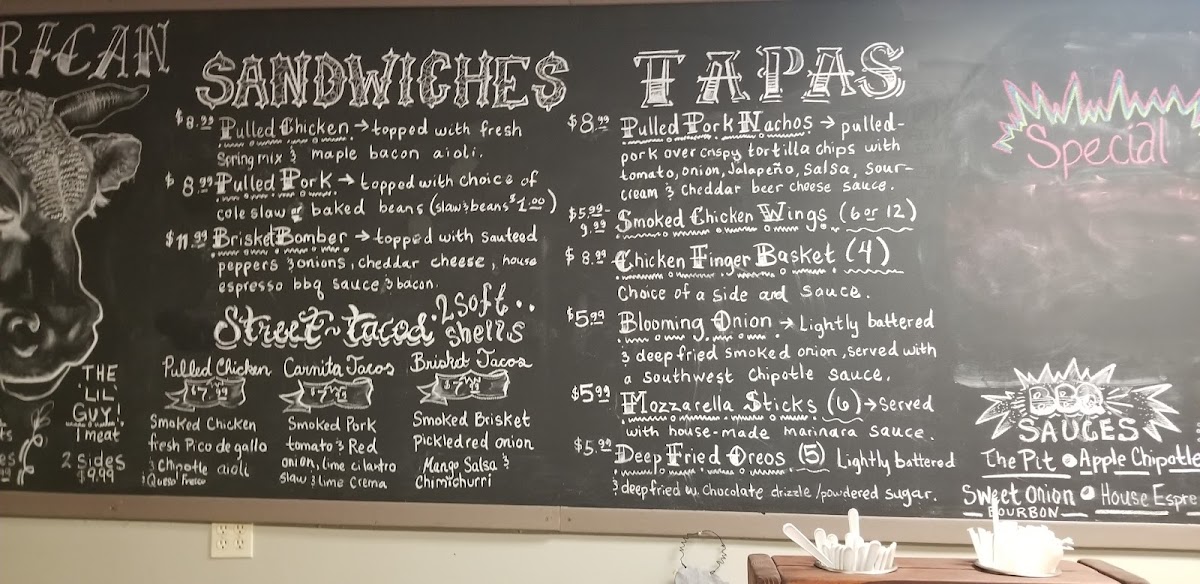 RICAN
THE
'LIL'
GUY!
1 meat
2 sides
$9.99
SANDWICHES
$8.99 Pulled Chicken → topped with fresh
Spring mix & maple bacon aioli.
$8.99 Pulled Pork → topped with choice of
cole slaw or baked beans (slaw & beans $1.00)
$11.99 Brisket Bomber → topped with sauteed
peppers & onions, cheddar cheese, house
espresso bbq sauce & bacon.
Street~tacos 2 Soft
shells
Pulled Chicken
Smoked Chicken
fresh Pico de gallo
& Chipotle aioli
& Queso Fresco
Carnita Tacos
Smoked Pork
tomato & Red
onion, lime cilantro
slaw & lime Crema
Brisket Tacos
Smoked Brisket
pickled red onion
Mango Salsa &
Chimichurri
TAPAS
$8.99 Pulled Pork Nachos → pulled-
pork over crispy tortilla chips with
tomato, onion, Jalapeño, Salsa, Sour-
cream & cheddar beer cheese sauce.
$5.99-
9.99 Smoked Chicken Wings (6 or 12)
$8.99 Chicken Finger Basket (4)
Choice of a side and sauce.
$5.99 Blooming Onion → Lightly battered
& deep fried smoked onion, served with
a southwest Chipotle sauce.
$5.99 Mozzarella Sticks (6) → Served
with house-made marinara sauce.
$5.99 Deep Fried Oreos (5) Lightly battered
& deep fried w. Chocolate drizzle /powdered sugar.
Special
BBQ
SAUCES
The Pit • Apple Chipotle
Sweet Onion • House Espre
BOURBON